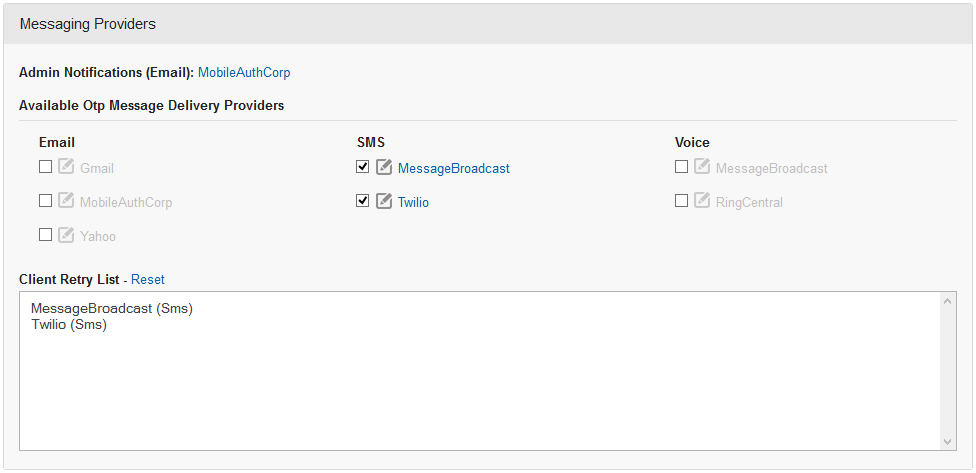 Messaging Providers
Admin Notifications (Email): MobileAuthCorp
Available Otp Message Delivery Providers
Email SMS Voice
Gmail MessageBroadcast MessageBroadcast
MobileAuthCorp Twilio RingCentral
Yahoo
Client Retry List - Reset
MessageBroadcast (Sms)
Twilio (Sms)